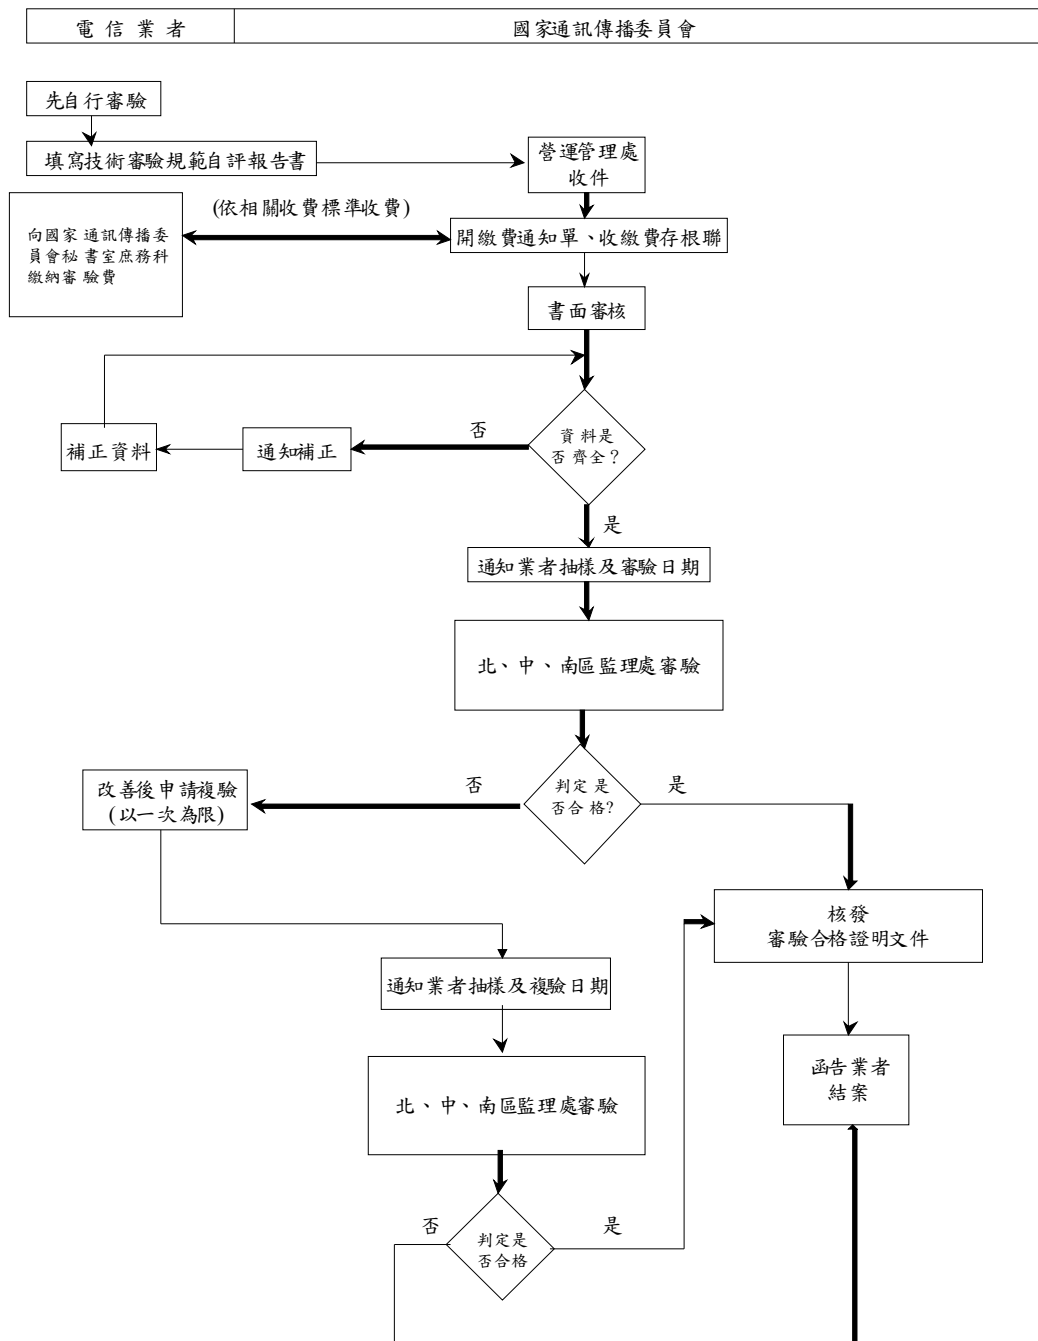 電信業者
國家通訊傳播委員會
先自行審驗
填寫技術審驗規範自評報告書
營運管理處
收件
(依相關收費標準收費)
向國家通訊傳播委
員會秘書室庶務科
繳納審驗費
開繳費通知單、收繳費存根聯
書面審核
資料是
否齊全?
否
通知補正
補正資料
是
通知業者抽樣及審驗日期
北、中、南區監理處審驗
判定是
否合格?
否
是
改善後申請複驗
(以一次為限)
核發
審驗合格證明文件
通知業者抽樣及複驗日期
函告業者
結案
北、中、南區監理處審驗
判定是
否合格
否
是